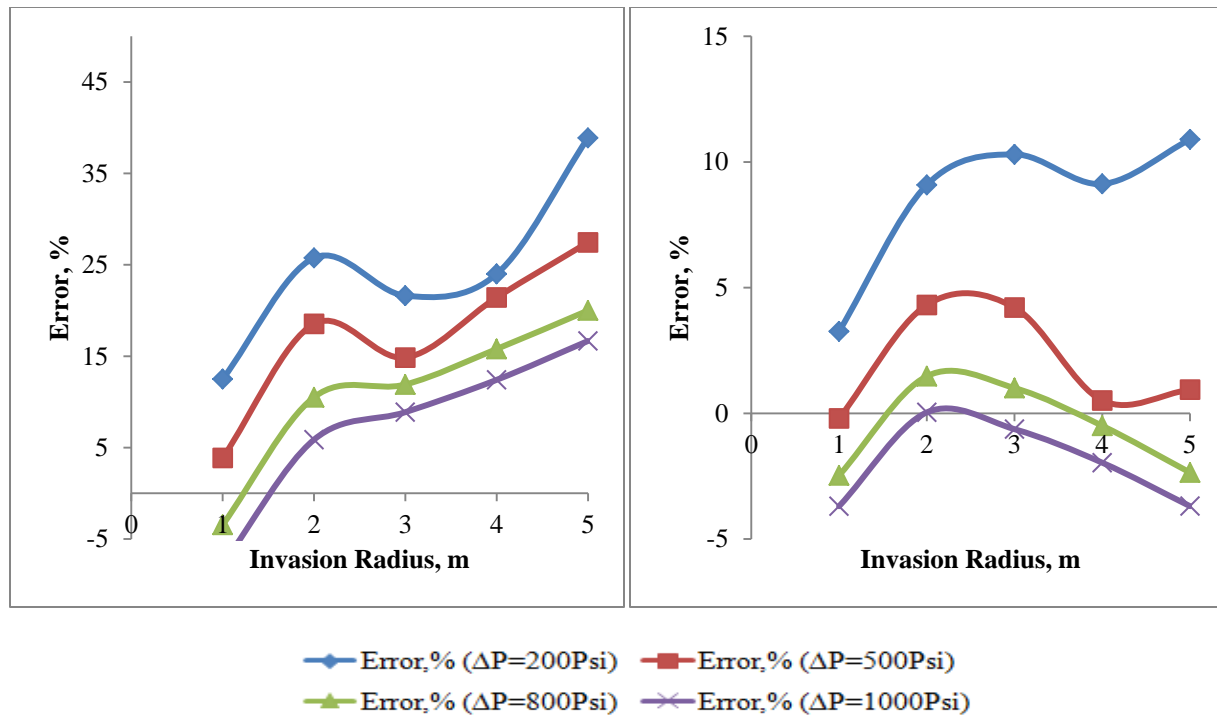 45
35
25
15
5
-5
0 1 2 3 4 5
Error, %
Invasion Radius, m
15
10
5
0
-5
0 1 2 3 4 5
Error, %
Invasion Radius, m
Error,% (ΔP=200Psi)
Error,% (ΔP=500Psi)
Error,% (ΔP=800Psi)
Error,% (ΔP=1000Psi)